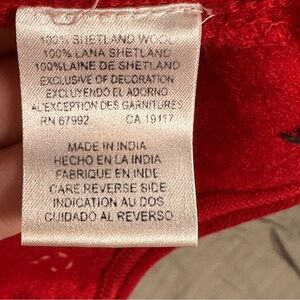 100% SHETLAND WOOL
100% LANA SHETLAND
100%LAINE DE SHETLAND
EXCLUSIVE OF DECORATION
EXCLUYENDO EL ADORNO
A L'EXCEPTION DES GARNITURES
RN 67992 CA 19117
MADE IN INDIA
HECHO EN LA INDIA
FABRIQUE EN INDE
CARE REVERSE SIDE
INDICATION AU DOS
CUIDADO AL REVERSO